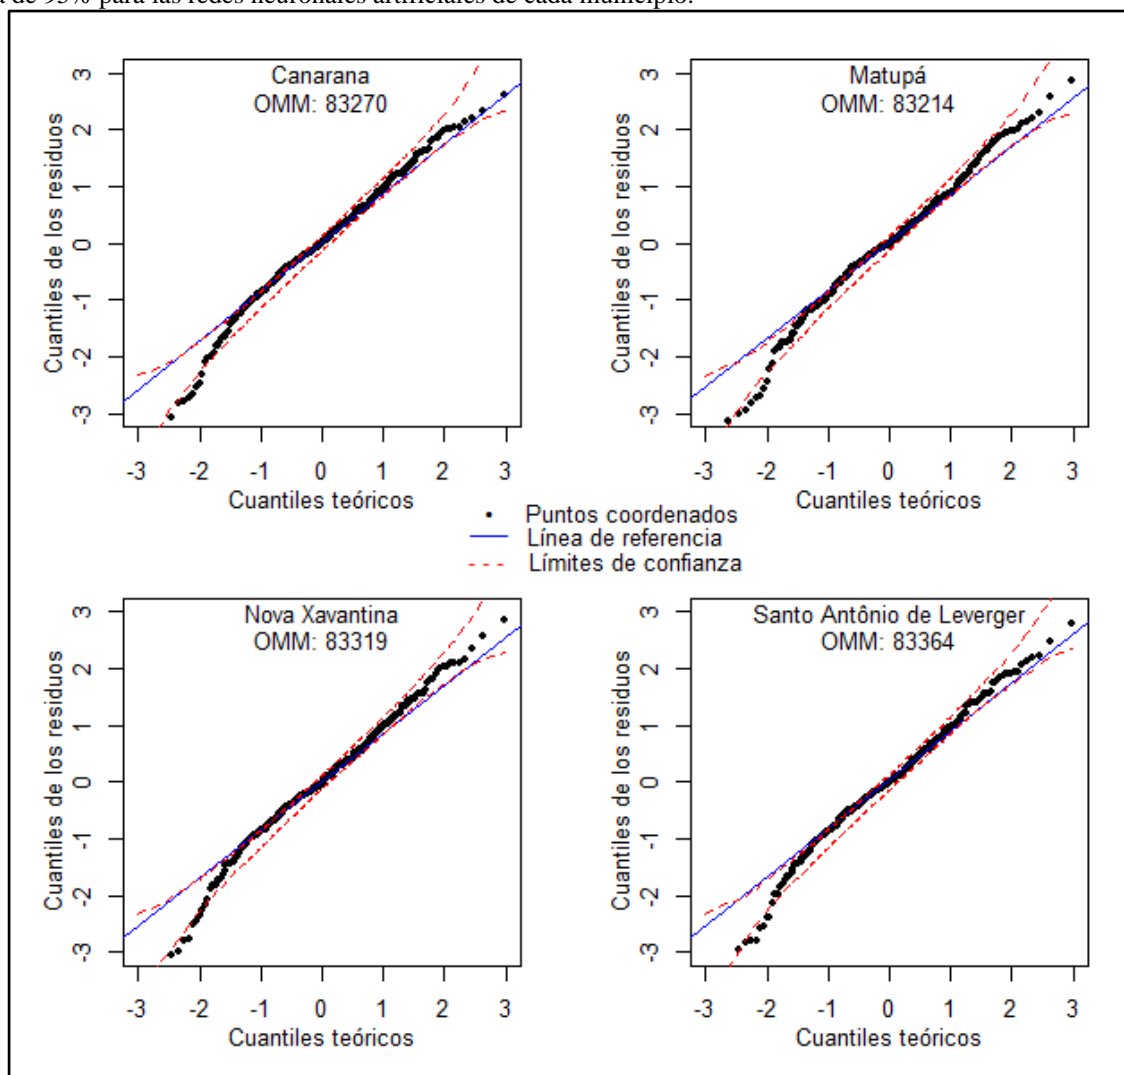 de 95% para las redes neuronales artificiales de cada municipio.
Canarana
OMM: 83270
Cuantiles de los residuos
3
2
1
0
-1
-2
-3
-3 -2 -1 0 1 2 3
Cuantiles teóricos
Matupá
OMM: 83214
Cuantiles de los residuos
3
2
1
0
-1
-2
-3
-3 -2 -1 0 1 2 3
Cuantiles teóricos
Puntos coordenados
Línea de referencia
Límites de confianza
Nova Xavantina
OMM: 83319
Cuantiles de los residuos
3
2
1
0
-1
-2
-3
-3 -2 -1 0 1 2 3
Cuantiles teóricos
Santo Antônio de Leverger
OMM: 83364
Cuantiles de los residuos
3
2
1
0
-1
-2
-3
-3 -2 -1 0 1 2 3
Cuantiles teóricos